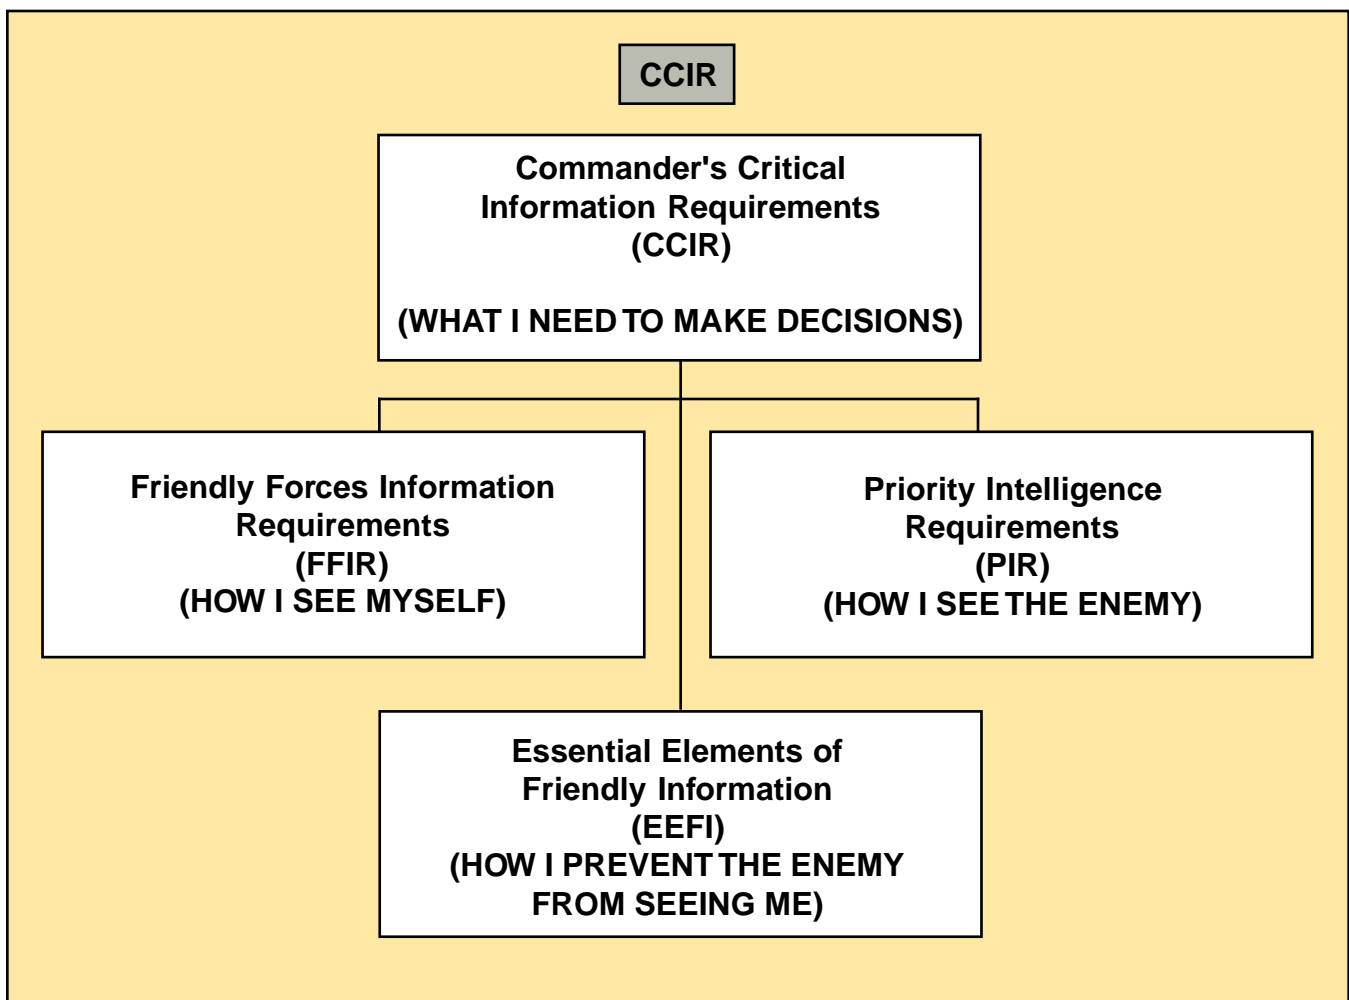 CCIR
Commander's Critical
Information Requirements
(CCIR)
(WHAT I NEED TO MAKE DECISIONS)
Friendly Forces Information
Requirements
(FFIR)
(HOW I SEE MYSELF)
Priority Intelligence
Requirements
(PIR)
(HOW I SEE THE ENEMY)
Essential Elements of
Friendly Information
(EEFI)
(HOW I PREVENT THE ENEMY
FROM SEEING ME)